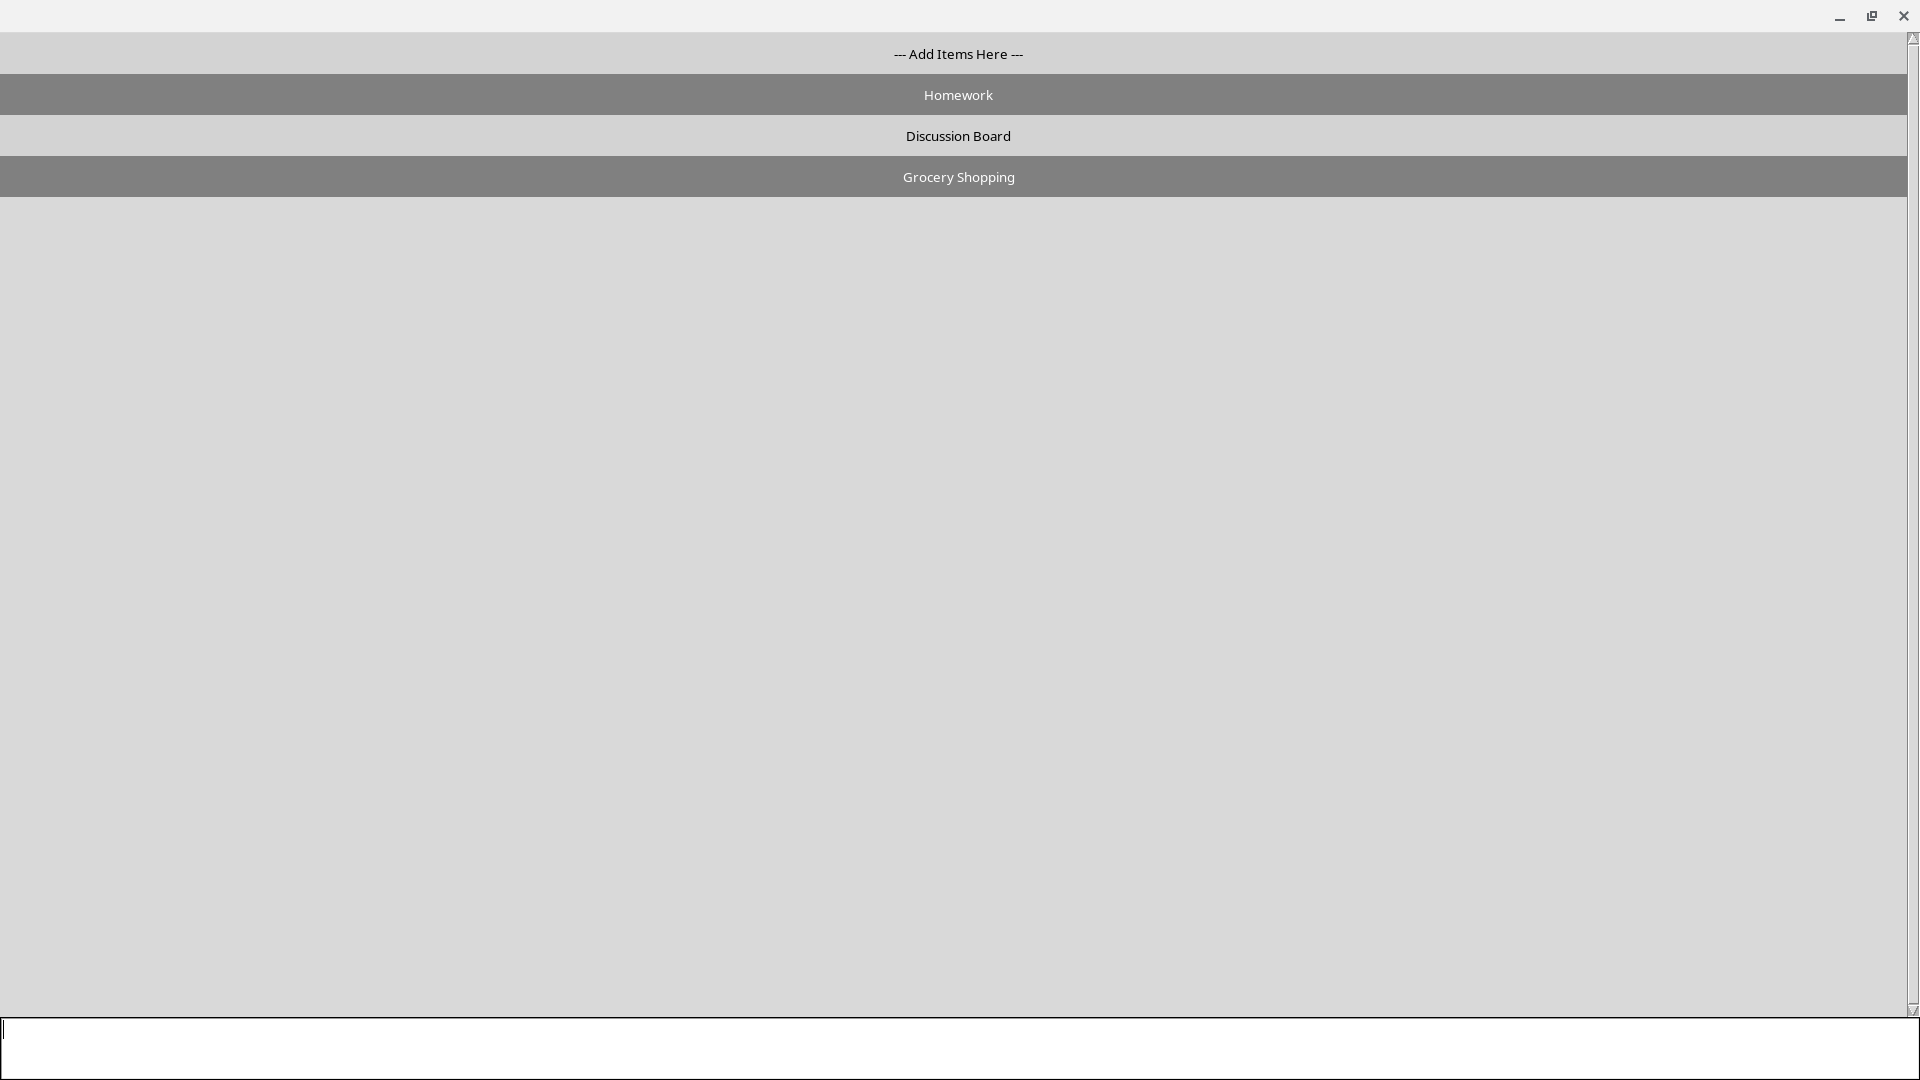 --- Add Items Here ---
Homework
Discussion Board
Grocery Shopping